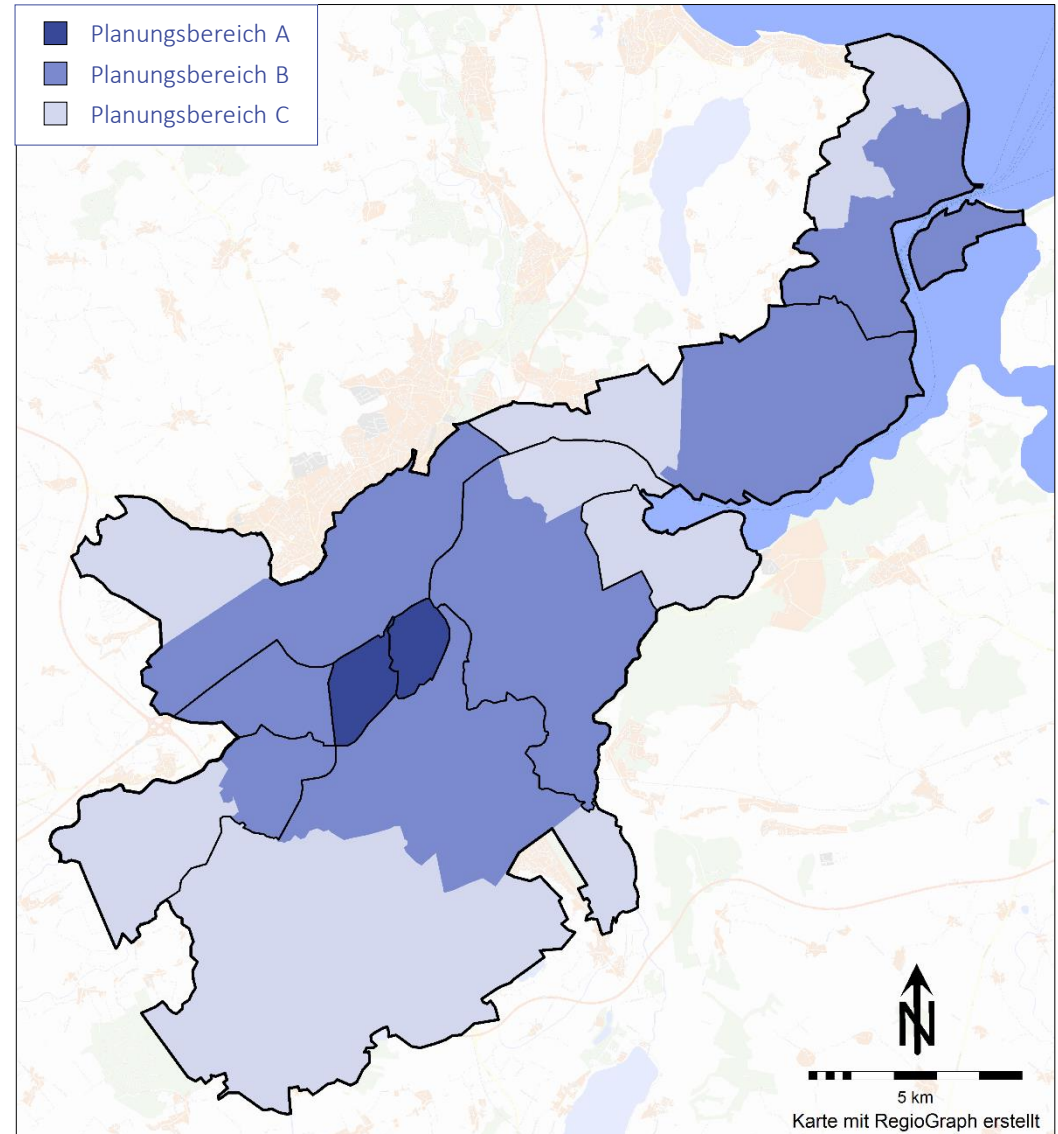 Planungsbereich A
Planungsbereich B
Planungsbereich C
N
5 km
Karte mit RegioGraph erstellt